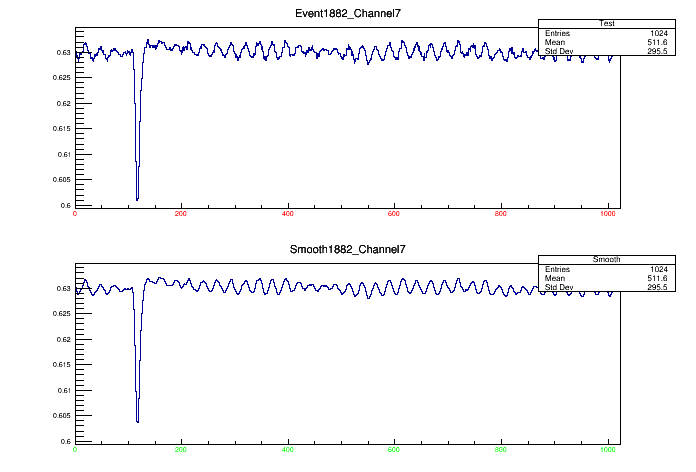 Event1882_Channel7
Test
Entries 1024
Mean 511.6
Std Dev 295.5
0.63
0.625
0.62
0.615
0.61
0.605
0.6
0 200 400 600 800 1000
Smooth1882_Channel7
Smooth
Entries 1024
Mean 511.6
Std Dev 295.5
0.63
0.625
0.62
0.615
0.61
0.605
0.6
0 200 400 600 800 1000